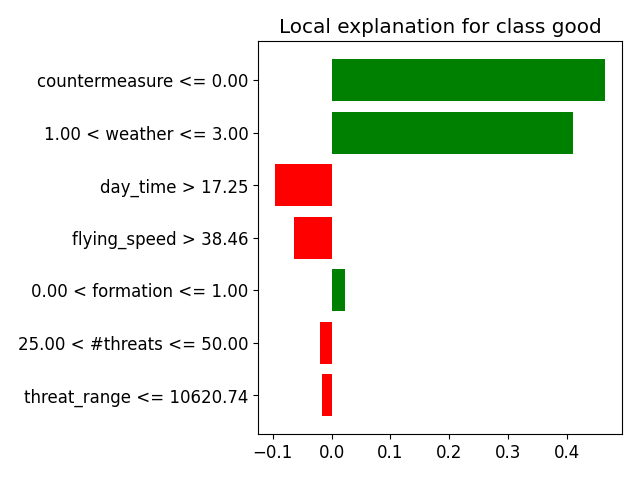 Local explanation for class good
countermeasure <= 0.00
1.00 < weather <= 3.00
day_time > 17.25
flying_speed > 38.46
0.00 < formation <= 1.00
25.00 < #threats <= 50.00
threat_range <= 10620.74
−0.1 0.0 0.1 0.2 0.3 0.4